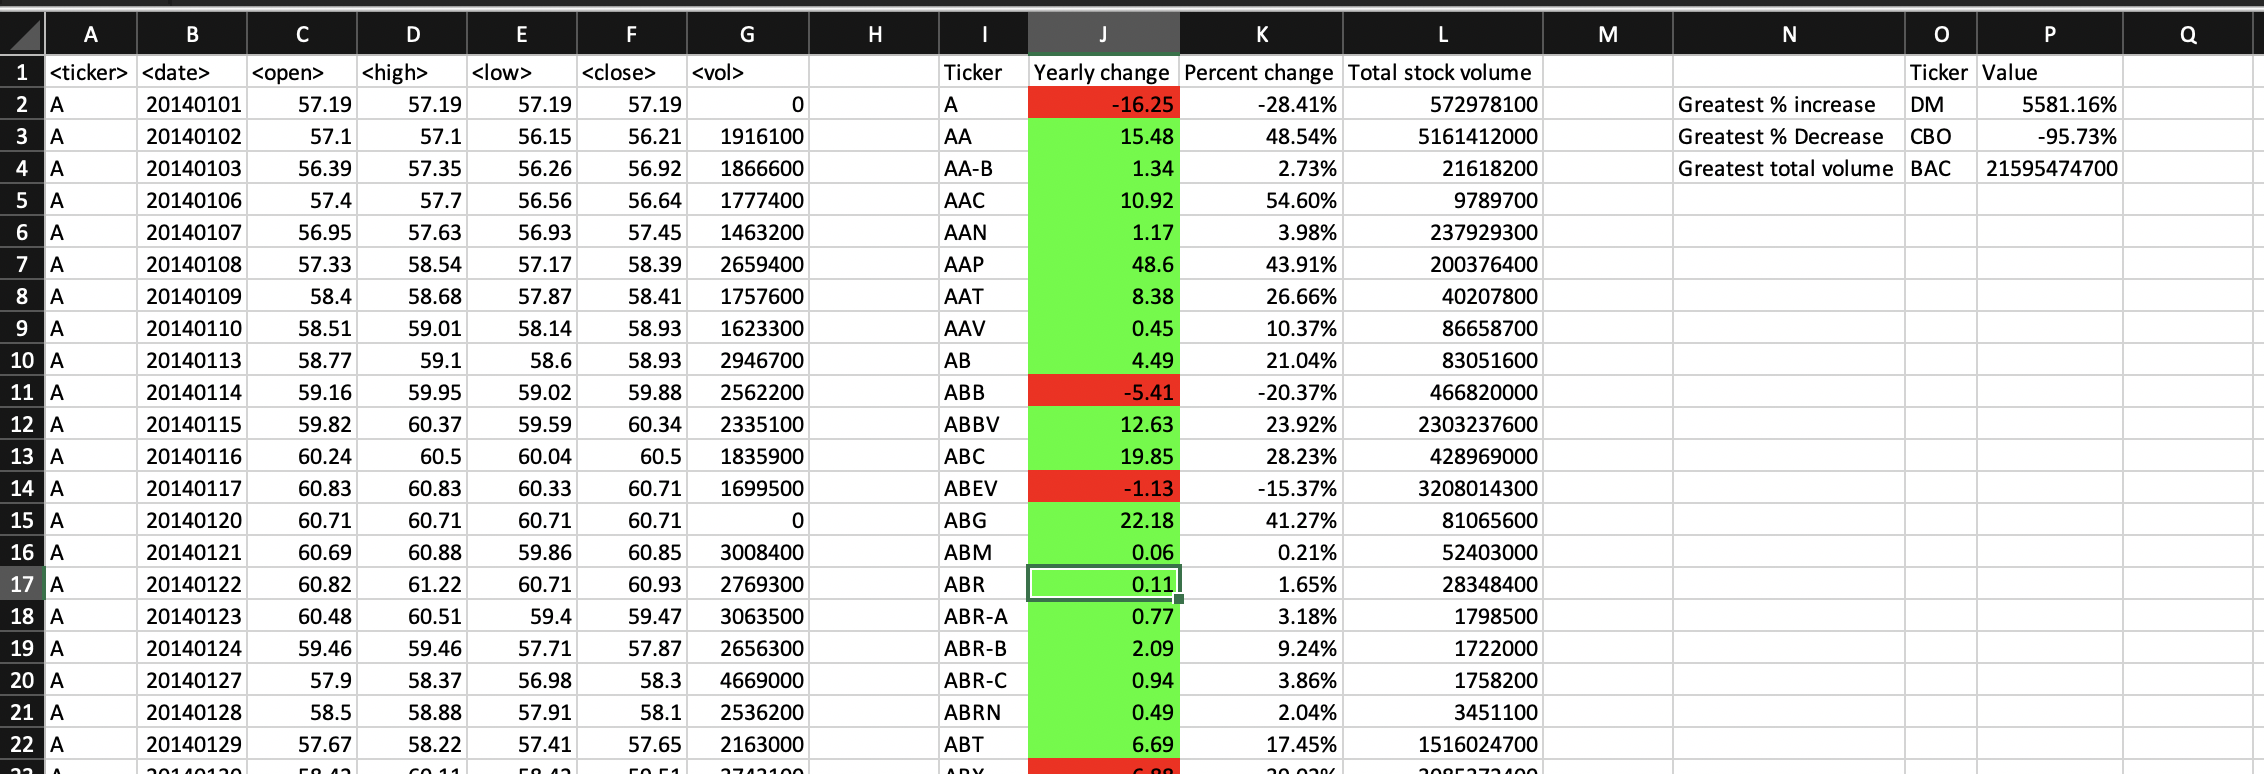 A B C D E F G H I J K L M N O P Q
1 <ticker> <date> <open> <high> <low> <close> <vol> Ticker Yearly change Percent change Total stock volume Ticker Value
2 A 20140101 57.19 57.19 57.19 57.19 0 A -16.25 -28.41% 572978100 Greatest % increase DM 5581.16%
3 A 20140102 57.1 57.1 56.15 56.21 1916100 AA 15.48 48.54% 5161412000 Greatest % Decrease CBO -95.73%
4 A 20140103 56.39 57.35 56.26 56.92 1866600 AA-B 1.34 2.73% 21618200 Greatest total volume BAC 21595474700
5 A 20140106 57.4 57.7 56.56 56.64 1777400 AAC 10.92 54.60% 9789700
6 A 20140107 56.95 57.63 56.93 57.45 1463200 AAN 1.17 3.98% 237929300
7 A 20140108 57.33 58.54 57.17 58.39 2659400 AAP 48.6 43.91% 200376400
8 A 20140109 58.4 58.68 57.87 58.41 1757600 AAT 8.38 26.66% 40207800
9 A 20140110 58.51 59.01 58.14 58.93 1623300 AAV 0.45 10.37% 86658700
10 A 20140113 58.77 59.1 58.6 58.93 2946700 AB 4.49 21.04% 83051600
11 A 20140114 59.16 59.95 59.02 59.88 2562200 ABB -5.41 -20.37% 466820000
12 A 20140115 59.82 60.37 59.59 60.34 2335100 ABBV 12.63 23.92% 2303237600
13 A 20140116 60.24 60.5 60.04 60.5 1835900 ABC 19.85 28.23% 428969000
14 A 20140117 60.83 60.83 60.33 60.71 1699500 ABEV -1.13 -15.37% 3208014300
15 A 20140120 60.71 60.71 60.71 60.71 0 ABG 22.18 41.27% 81065600
16 A 20140121 60.69 60.88 59.86 60.85 3008400 ABM 0.06 0.21% 52403000
17 A 20140122 60.82 61.22 60.71 60.93 2769300 ABR 0.11 1.65% 28348400
18 A 20140123 60.48 60.51 59.4 59.47 3063500 ABR-A 0.77 3.18% 1798500
19 A 20140124 59.46 59.46 57.71 57.87 2656300 ABR-B 2.09 9.24% 1722000
20 A 20140127 57.9 58.37 56.98 58.3 4669000 ABR-C 0.94 3.86% 1758200
21 A 20140128 58.5 58.88 57.91 58.1 2536200 ABRN 0.49 2.04% 3451100
22 A 20140129 57.67 58.22 57.41 57.65 2163000 ABT 6.69 17.45% 1516024700